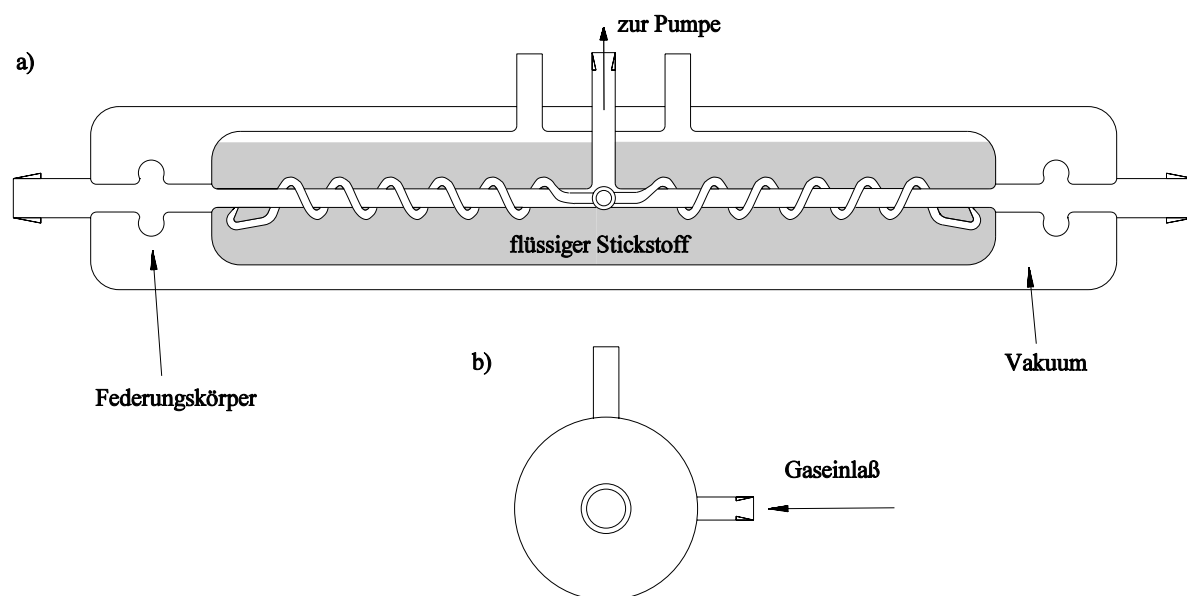 zur Pumpe
a)
flüssiger Stickstoff
b)
Vakuum
Federungskörper
Gaseinlaß